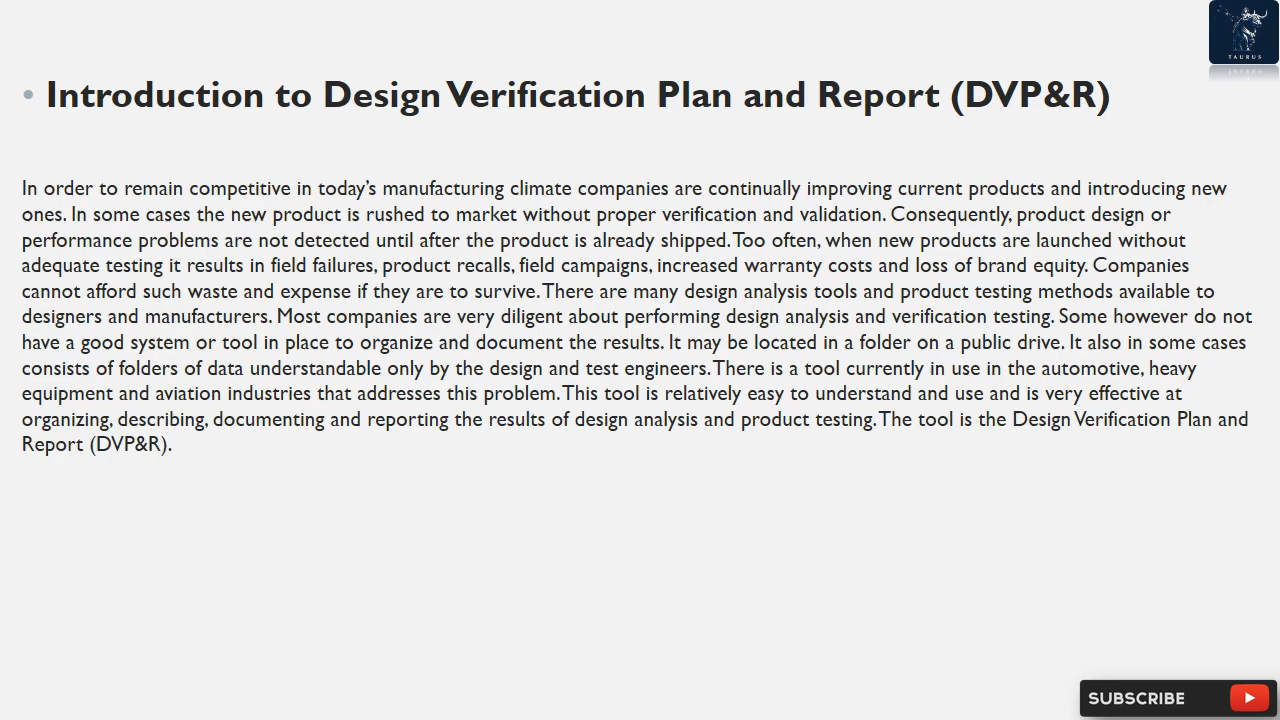 TAURUS
• Introduction to Design Verification Plan and Report (DVP&R)
In order to remain competitive in today’s manufacturing climate companies are continually improving current products and introducing new
ones. In some cases the new product is rushed to market without proper verification and validation. Consequently, product design or
performance problems are not detected until after the product is already shipped. Too often, when new products are launched without
adequate testing it results in field failures, product recalls, field campaigns, increased warranty costs and loss of brand equity. Companies
cannot afford such waste and expense if they are to survive. There are many design analysis tools and product testing methods available to
designers and manufacturers. Most companies are very diligent about performing design analysis and verification testing. Some however do not
have a good system or tool in place to organize and document the results. It may be located in a folder on a public drive. It also in some cases
consists of folders of data understandable only by the design and test engineers. There is a tool currently in use in the automotive, heavy
equipment and aviation industries that addresses this problem. This tool is relatively easy to understand and use and is very effective at
organizing, describing, documenting and reporting the results of design analysis and product testing. The tool is the Design Verification Plan and
Report (DVP&R).
SUBSCRIBE